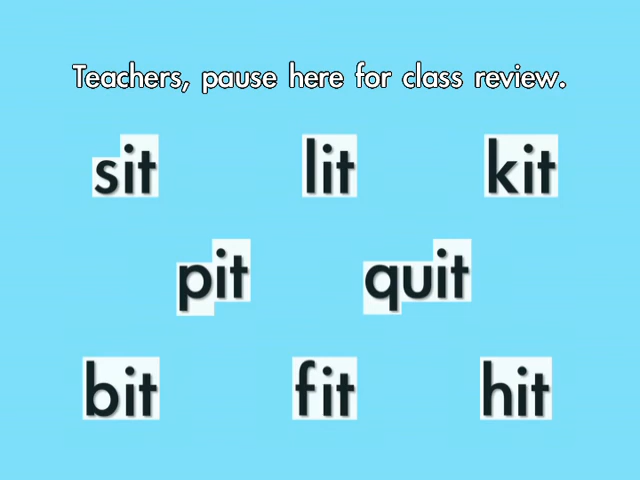 Teachers, pause here for class review.
sit lit kit
pit quit
bit fit hit